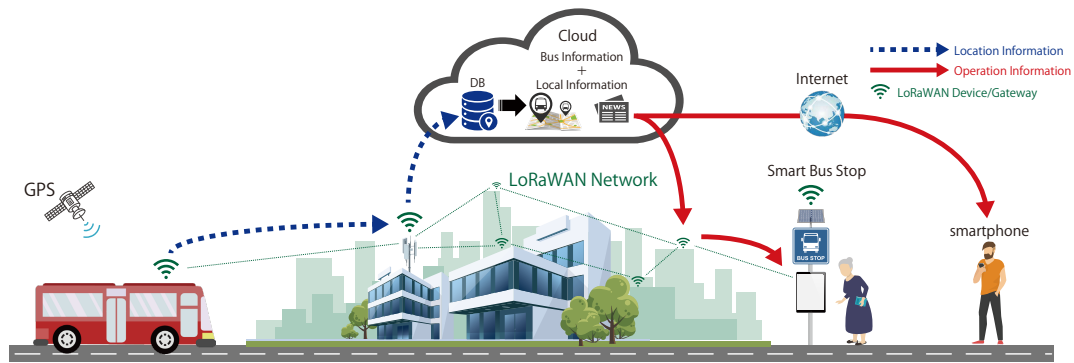 Cloud
Bus Information
+
Local Information
DB
NEWS
Location Information
Operation Information
LoRaWAN Device/Gateway
Internet
GPS
LoRaWAN Network
Smart Bus Stop
BUS STOP
smartphone